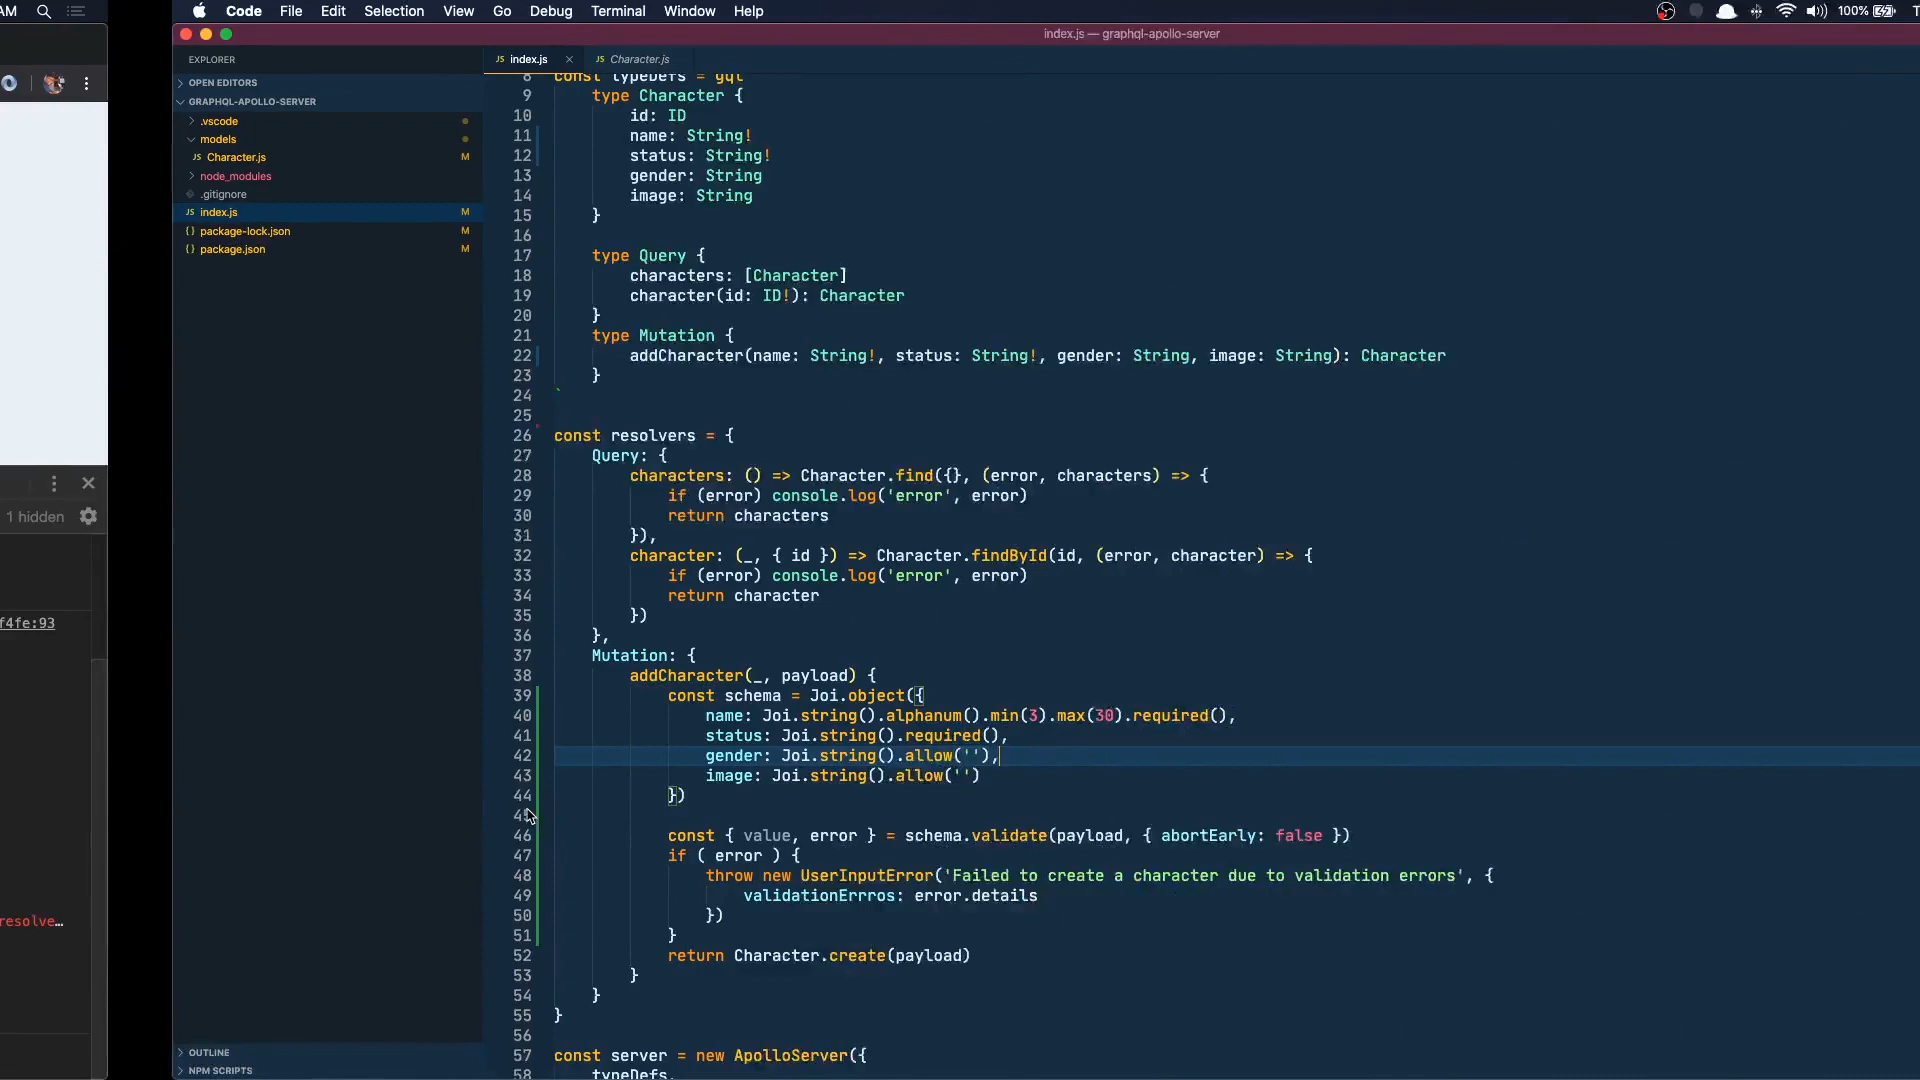 AM
Code File Edit Selection View Go Debug Terminal Window Help
100%
index.js — graphql-apollo-server
EXPLORER
JS index.js
JS Character.js
OPEN EDITORS
GRAPHQL-APOLLO-SERVER
.vscode
models
JS Character.js M
node_modules
.gitignore
JS index.js M
{} package-lock.json M
{} package.json M
OUTLINE
NPM SCRIPTS
1 hidden
f4fe:93
resolve…
8 const typeDefs = gql`
9 type Character {
10 id: ID
11 name: String!
12 status: String!
13 gender: String
14 image: String
15 }
16
17 type Query {
18 characters: [Character]
19 character(id: ID!): Character
20 }
21 type Mutation {
22 addCharacter(name: String!, status: String!, gender: String, image: String): Character
23 }
24 `
25
26 const resolvers = {
27 Query: {
28 characters: () => Character.find({}, (error, characters) => {
29 if (error) console.log('error', error)
30 return characters
31 }),
32 character: (_, { id }) => Character.findById(id, (error, character) => {
33 if (error) console.log('error', error)
34 return character
35 })
36 },
37 Mutation: {
38 addCharacter(_, payload) {
39 const schema = Joi.object({
40 name: Joi.string().alphanum().min(3).max(30).required(),
41 status: Joi.string().required(),
42 gender: Joi.string().allow(''),
43 image: Joi.string().allow('')
44 })
45
46 const { value, error } = schema.validate(payload, { abortEarly: false })
47 if ( error ) {
48 throw new UserInputError('Failed to create a character due to validation errors', {
49 validationErrros: error.details
50 })
51 }
52 return Character.create(payload)
53 }
54 }
55 }
56
57 const server = new ApolloServer({
58 typeDefs,